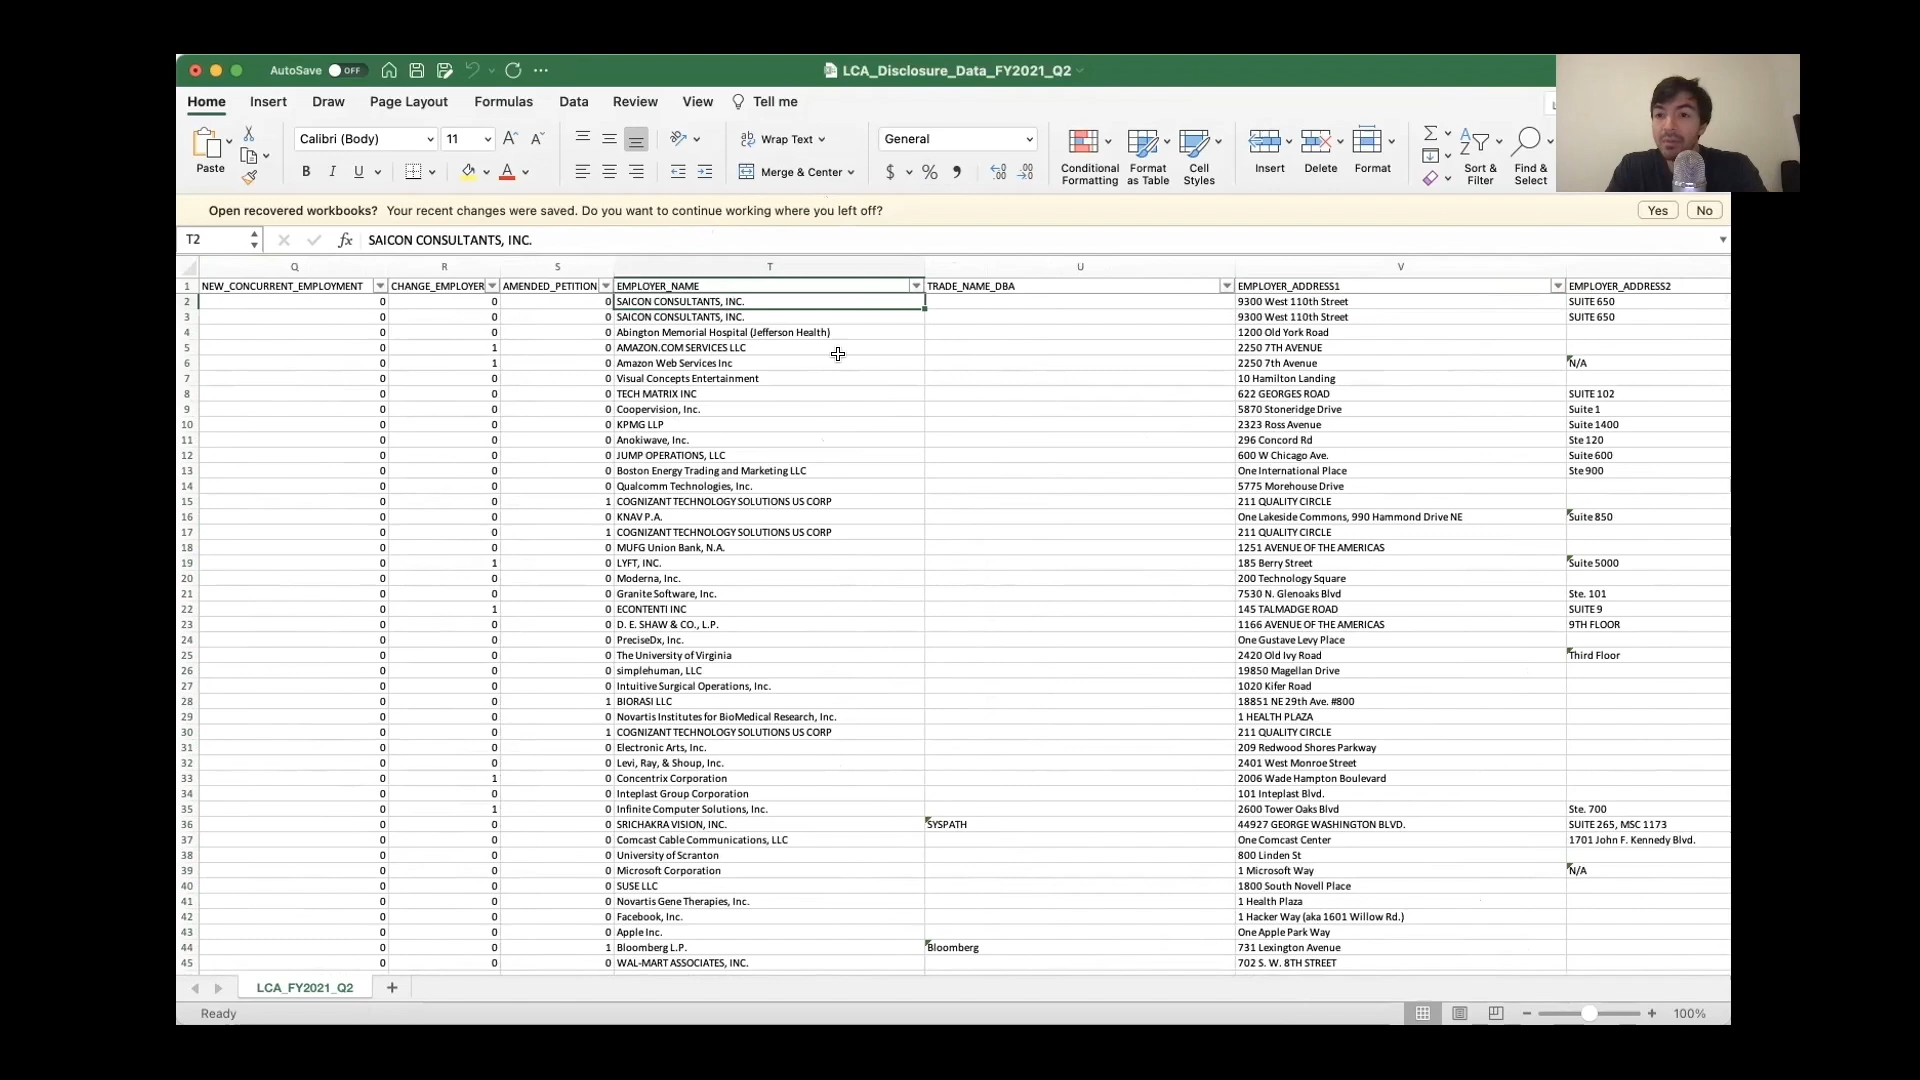 AutoSave OFF LCA_Disclosure_Data_FY2021_Q2
Home Insert Draw Page Layout Formulas Data Review View Tell me
Paste Calibri (Body) 11 B I U Wrap Text Merge & Center General $ % Conditional Formatting Format as Table Cell Styles Insert Delete Format Sort & Filter Find & Select
Open recovered workbooks? Your recent changes were saved. Do you want to continue working where you left off? Yes No
T2 fx SAICON CONSULTANTS, INC.
Q R S T U V
1 NEW_CONCURRENT_EMPLOYMENT CHANGE_EMPLOYER AMENDED_PETITION EMPLOYER_NAME TRADE_NAME_DBA EMPLOYER_ADDRESS1 EMPLOYER_ADDRESS2
2 0 0 0 SAICON CONSULTANTS, INC. 9300 West 110th Street SUITE 650
3 0 0 0 SAICON CONSULTANTS, INC. 9300 West 110th Street SUITE 650
4 0 0 0 Abington Memorial Hospital (Jefferson Health) 1200 Old York Road
5 0 1 0 AMAZON.COM SERVICES LLC 2250 7TH AVENUE
6 0 1 0 Amazon Web Services Inc 2250 7th Avenue N/A
7 0 0 0 Visual Concepts Entertainment 10 Hamilton Landing
8 0 0 0 TECH MATRIX INC 622 GEORGES ROAD SUITE 102
9 0 0 0 Coopervision, Inc. 5870 Stoneridge Drive Suite 1
10 0 0 0 KPMG LLP 2323 Ross Avenue Suite 1400
11 0 0 0 Anokiwave, Inc. 296 Concord Rd Ste 120
12 0 0 0 JUMP OPERATIONS, LLC 600 W Chicago Ave. Suite 600
13 0 0 0 Boston Energy Trading and Marketing LLC One International Place Ste 900
14 0 0 0 Qualcomm Technologies, Inc. 5775 Morehouse Drive
15 0 0 1 COGNIZANT TECHNOLOGY SOLUTIONS US CORP 211 QUALITY CIRCLE
16 0 0 0 KNAV P.A. One Lakeside Commons, 990 Hammond Drive NE Suite 850
17 0 0 1 COGNIZANT TECHNOLOGY SOLUTIONS US CORP 211 QUALITY CIRCLE
18 0 0 0 MUFG Union Bank, N.A. 1251 AVENUE OF THE AMERICAS
19 0 1 0 LYFT, INC. 185 Berry Street Suite 5000
20 0 0 0 Moderna, Inc. 200 Technology Square
21 0 0 0 Granite Software, Inc. 7530 N. Glenoaks Blvd Ste. 101
22 0 1 0 ECONTENTI INC 145 TALMADGE ROAD SUITE 9
23 0 0 0 D. E. SHAW & CO., L.P. 1166 AVENUE OF THE AMERICAS 9TH FLOOR
24 0 0 0 PreciseDx, Inc. One Gustave Levy Place
25 0 0 0 The University of Virginia 2420 Old Ivy Road Third Floor
26 0 0 0 simplehuman, LLC 19850 Magellan Drive
27 0 0 0 Intuitive Surgical Operations, Inc. 1020 Kifer Road
28 0 0 1 BIORASI LLC 18851 NE 29th Ave. #800
29 0 0 0 Novartis Institutes for BioMedical Research, Inc. 1 HEALTH PLAZA
30 0 0 1 COGNIZANT TECHNOLOGY SOLUTIONS US CORP 211 QUALITY CIRCLE
31 0 0 0 Electronic Arts, Inc. 209 Redwood Shores Parkway
32 0 0 0 Levi, Ray, & Shoup, Inc. 2401 West Monroe Street
33 0 1 0 Concentrix Corporation 2006 Wade Hampton Boulevard
34 0 0 0 Inteplast Group Corporation 101 Inteplast Blvd.
35 0 1 0 Infinite Computer Solutions, Inc. 2600 Tower Oaks Blvd Ste. 700
36 0 0 0 SRICHAKRA VISION, INC. SYSPATH 44927 GEORGE WASHINGTON BLVD. SUITE 265, MSC 1173
37 0 0 0 Comcast Cable Communications, LLC One Comcast Center 1701 John F. Kennedy Blvd.
38 0 0 0 University of Scranton 800 Linden St
39 0 0 0 Microsoft Corporation 1 Microsoft Way N/A
40 0 0 0 SUSE LLC 1800 South Novell Place
41 0 0 0 Novartis Gene Therapies, Inc. 1 Health Plaza
42 0 0 0 Facebook, Inc. 1 Hacker Way (aka 1601 Willow Rd.)
43 0 0 0 Apple Inc. One Apple Park Way
44 0 0 1 Bloomberg L.P. Bloomberg 731 Lexington Avenue
45 0 0 0 WAL-MART ASSOCIATES, INC. 702 S. W. 8TH STREET
LCA_FY2021_Q2
Ready 100%